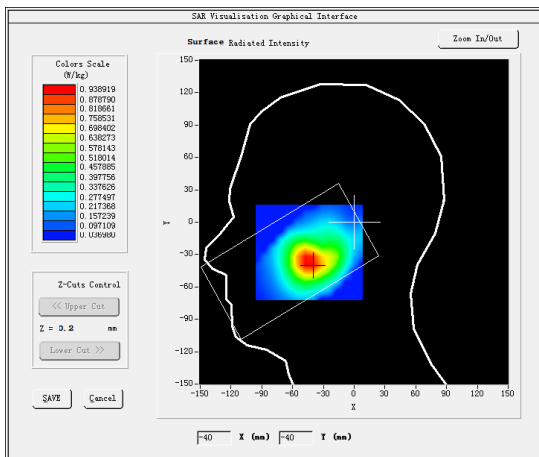 SAR Visualisation Graphical Interface
Surface Radiated Intensity
Zoom In/Out
Colors Scale
(W/kg)
0.938919
0.878790
0.818661
0.758531
0.698402
0.638273
0.578143
0.518014
0.457885
0.397756
0.337626
0.277497
0.217368
0.157239
0.097109
0.036980
Z-Cuts Control
<< Upper Cut
Z = 0.2 mm
Lower Cut >>
SAVE
Cancel
150
120
90
60
30
0
-30
-60
-90
-120
-150
Y
-150 -120 -90 -60 -30 0 30 60 90 120 150
X
-40 X (mm) -40 Y (mm)